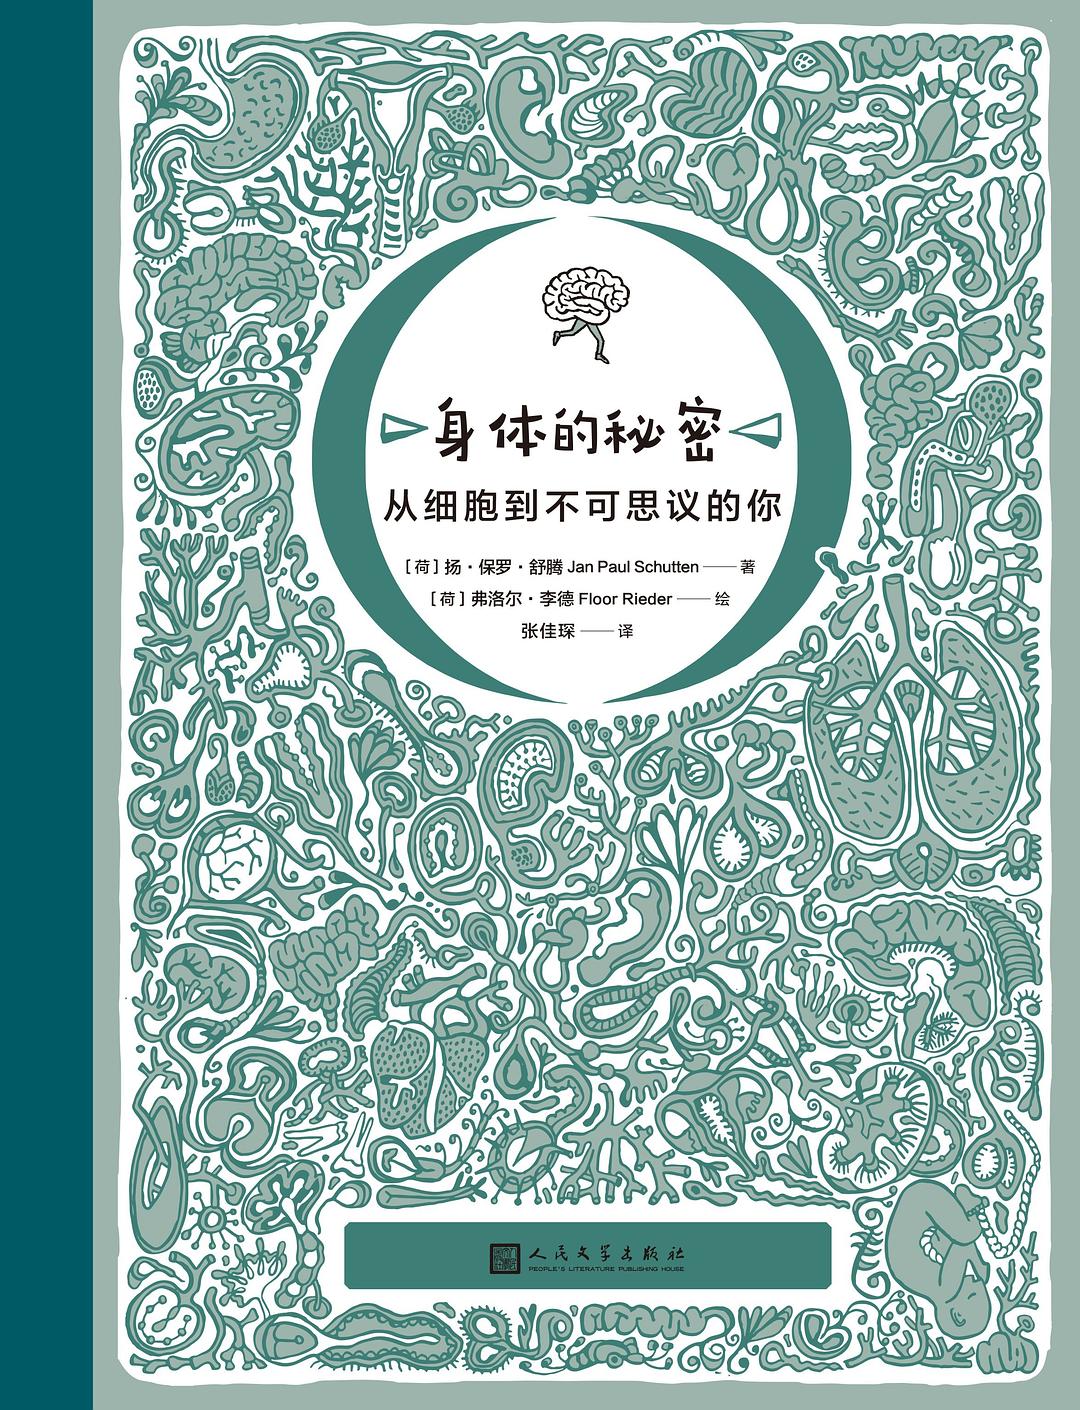 身体的秘密
从细胞到不可思议的你
[荷] 扬·保罗·舒腾 Jan Paul Schutten —— 著
[荷] 弗洛尔·李德 Floor Rieder —— 绘
张佳琛 —— 译
人民文学出版社
PEOPLE'S LITERATURE PUBLISHING HOUSE